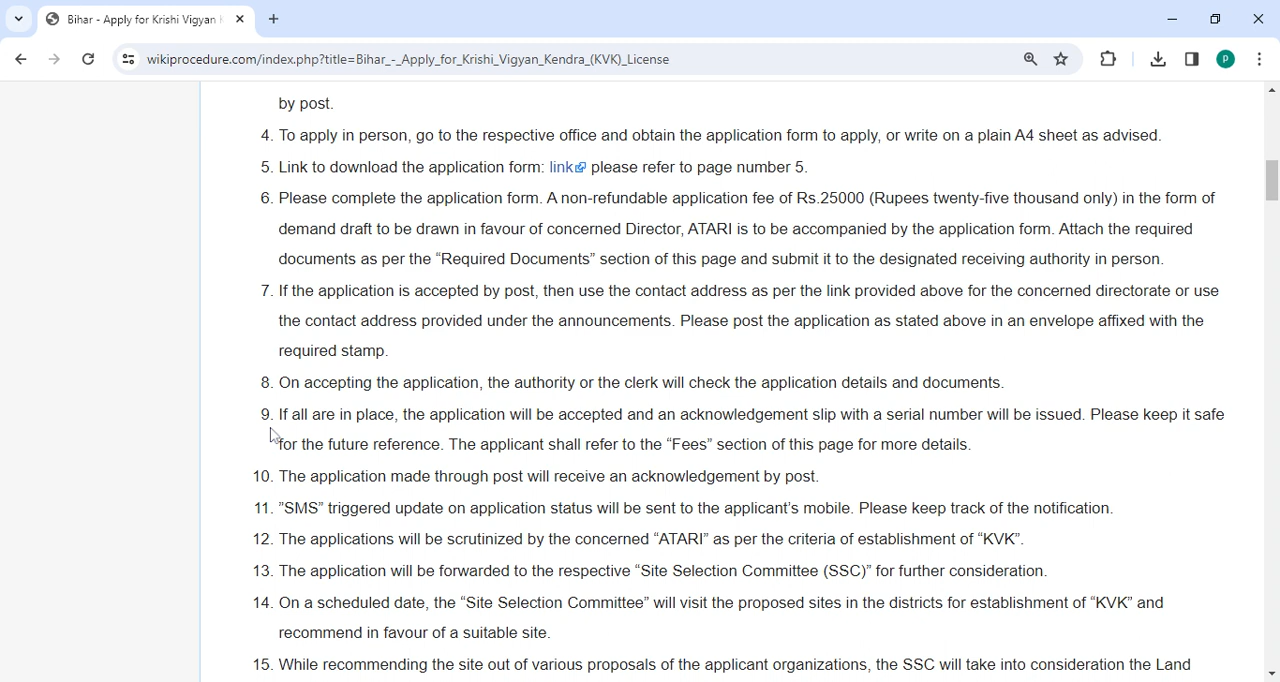 Bihar - Apply for Krishi Vigyan
wikiprocedure.com/index.php?title=Bihar_-_Apply_for_Krishi_Vigyan_Kendra_(KVK)_License
P
by post.
4. To apply in person, go to the respective office and obtain the application form to apply, or write on a plain A4 sheet as advised.
5. Link to download the application form: link please refer to page number 5.
6. Please complete the application form. A non-refundable application fee of Rs.25000 (Rupees twenty-five thousand only) in the form of
demand draft to be drawn in favour of concerned Director, ATARI is to be accompanied by the application form. Attach the required
documents as per the “Required Documents” section of this page and submit it to the designated receiving authority in person.
7. If the application is accepted by post, then use the contact address as per the link provided above for the concerned directorate or use
the contact address provided under the announcements. Please post the application as stated above in an envelope affixed with the
required stamp.
8. On accepting the application, the authority or the clerk will check the application details and documents.
9. If all are in place, the application will be accepted and an acknowledgement slip with a serial number will be issued. Please keep it safe
for the future reference. The applicant shall refer to the “Fees” section of this page for more details.
10. The application made through post will receive an acknowledgement by post.
11. ”SMS” triggered update on application status will be sent to the applicant’s mobile. Please keep track of the notification.
12. The applications will be scrutinized by the concerned “ATARI” as per the criteria of establishment of “KVK”.
13. The application will be forwarded to the respective “Site Selection Committee (SSC)” for further consideration.
14. On a scheduled date, the “Site Selection Committee” will visit the proposed sites in the districts for establishment of “KVK” and
recommend in favour of a suitable site.
15. While recommending the site out of various proposals of the applicant organizations, the SSC will take into consideration the Land